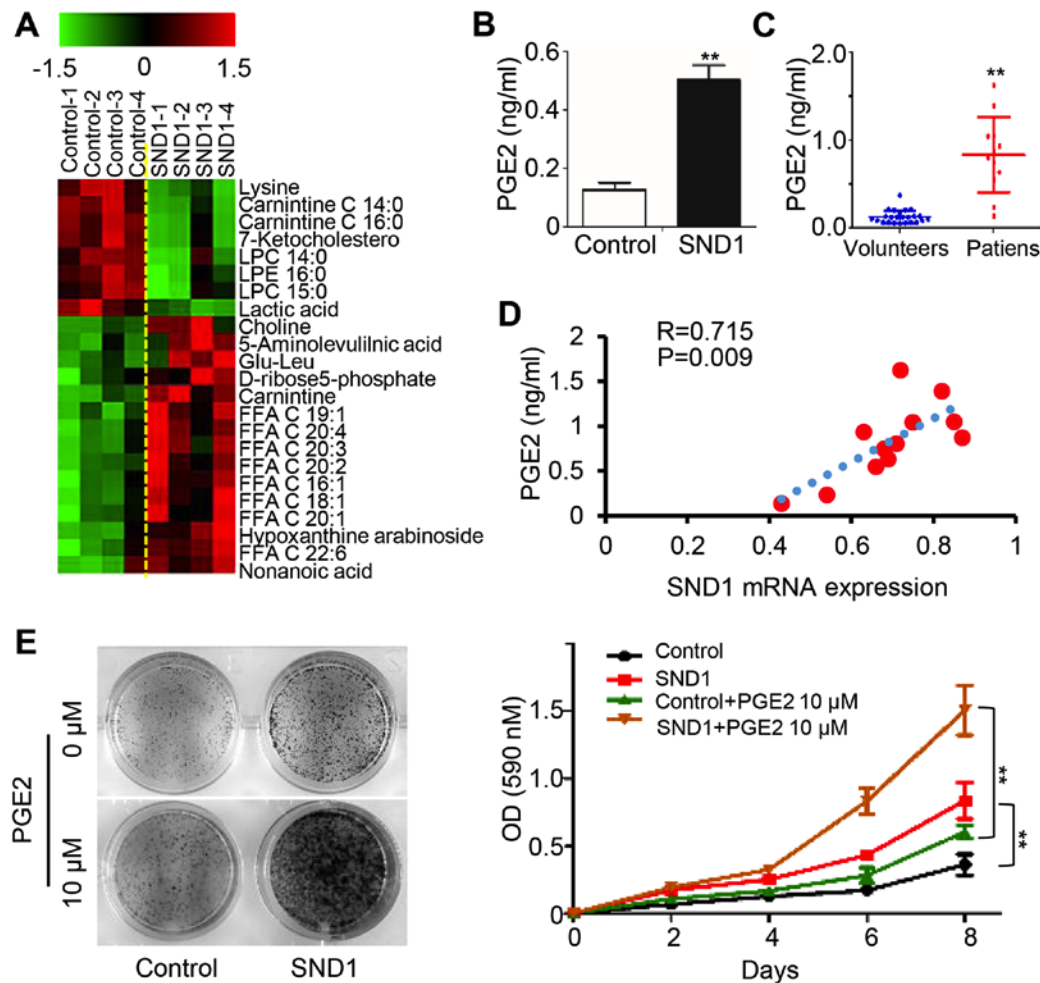 A
-1.5 0 1.5
Control-1
Control-2
Control-3
Control-4
SND1-1
SND1-2
SND1-3
SND1-4
Lysine
Carnintine C 14:0
Carnintine C 16:0
7-Ketocholestero
LPC 14:0
LPE 16:0
LPC 15:0
Lactic acid
Choline
5-Aminolevulilnic acid
Glu-Leu
D-ribose5-phosphate
Carnintine
FFA C 19:1
FFA C 20:4
FFA C 20:3
FFA C 20:2
FFA C 16:1
FFA C 18:1
FFA C 20:1
Hypoxanthine arabinoside
FFA C 22:6
Nonanoic acid
B
PGE2 (ng/ml)
0.6
0.4
0.2
0
**
Control SND1
C
PGE2 (ng/ml)
2.0
1.0
0.0
**
Volunteers Patiens
D
R=0.715
P=0.009
PGE2 (ng/ml)
2
1.5
1
0.5
0
0 0.2 0.4 0.6 0.8 1
SND1 mRNA expression
E
PGE2
0 μM
10 μM
Control SND1
Control
SND1
Control+PGE2 10 μM
SND1+PGE2 10 μM
OD (590 nM)
1.5
1.0
0.5
0
0 2 4 6 8
Days
**
**